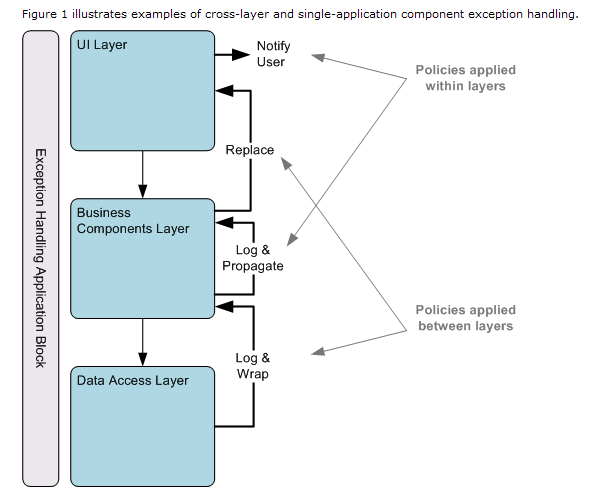 Figure 1 illustrates examples of cross-layer and single-application component exception handling.
UI Layer
Notify
User
Policies applied
within layers
Replace
Exception Handling Application Block
Business
Components Layer
Log &
Propagate
Policies applied
between layers
Log &
Wrap
Data Access Layer